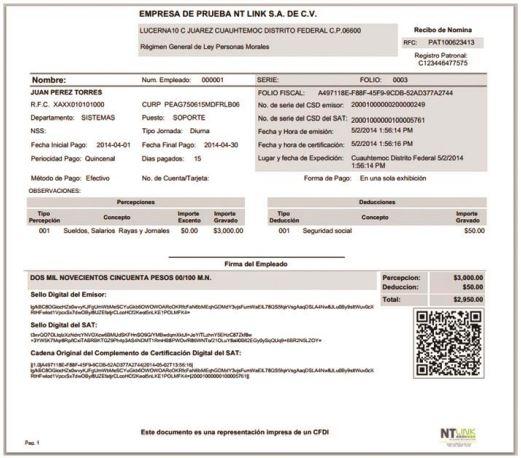 EMPRESA DE PRUEBA NT LINK S.A. DE C.V.
LUCERNA10 C JUAREZ CUAUHTEMOC DISTRITO FEDERAL C.P.06600
Régimen General de Ley Personas Morales
Recibo de Nomina
RFC: PAT100623413
Registro Patronal:
C123446477575
Nombre: Num. Empleado: 000001 SERIE: FOLIO: 0003
JUAN PEREZ TORRES FOLIO FISCAL: A497118E-F88F-45F9-9CDB-52AD377A2744
R.F.C. XAXX010101000 CURP PEAG750615MDFRLB06 No. de serie del CSD emisor: 20001000000200000249
Departamento: SISTEMAS Puesto: SOPORTE No. de serie del CSD del SAT: 20001000000100005761
NSS: Tipo Jornada: Diurna Fecha y Hora de emisión: 5/2/2014 1:56:14 PM
Fecha Inicial Pago: 2014-04-01 Fecha Final Pago: 2014-04-30 Fecha y hora de certificación: 5/2/2014 1:56:16 PM
Periocidad Pago: Quincenal Dias pagados: 15 Lugar y fecha de Expedición: Cuauhtemoc Distrito Federal 5/2/2014
1:56:14 PM
Método de Pago: Efectivo No. de Cuenta/Tarjeta: Forma de Pago: En una sola exhibición
OBSERVACIONES:
Percepciones Deducciones
Tipo Percepción Concepto Importe Excento Importe Gravado Tipo Deducción Concepto Importe Gravado
001 Sueldos, Salarios Rayas y Jornales $0.00 $3,000.00 001 Seguridad social $50.00
Firma del Empleado
DOS MIL NOVECIENTOS CINCUENTA PESOS 00/100 M.N. Percepcion: $3,000.00
Deduccion: $50.00
Total: $2,950.00
Sello Digital del Emisor:
Sello Digital del SAT:
Cadena Original del Complemento de Certificación Digital del SAT:
Este documento es una representación impresa de un CFDI
NTLINK
Pag. 1